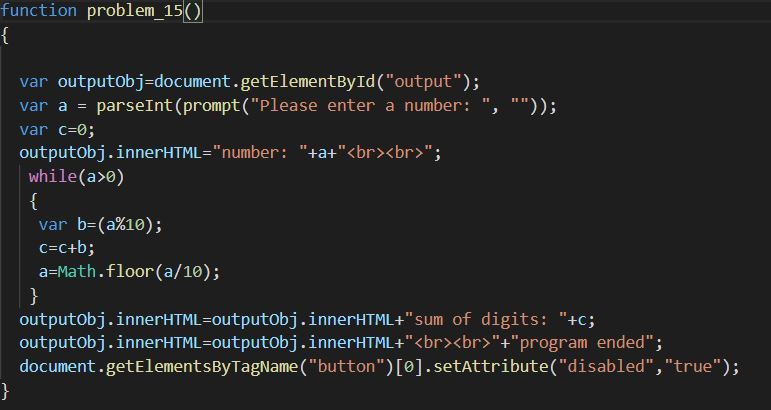 function problem_15()
{
var outputObj=document.getElementById("output");
var a = parseInt(prompt("Please enter a number: ", ""));
var c=0;
outputObj.innerHTML="number: "+a+"<br><br>";
while(a>0)
{
var b=(a%10);
c=c+b;
a=Math.floor(a/10);
}
outputObj.innerHTML=outputObj.innerHTML+"sum of digits: "+c;
outputObj.innerHTML=outputObj.innerHTML+"<br><br>"+"program ended";
document.getElementsByTagName("button")[0].setAttribute("disabled","true");
}